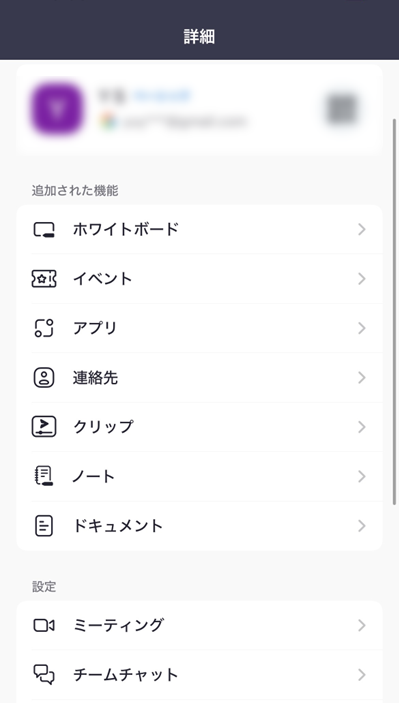 詳細
追加された機能
ホワイトボード
イベント
アプリ
連絡先
クリップ
ノート
ドキュメント
設定
ミーティング
チームチャット